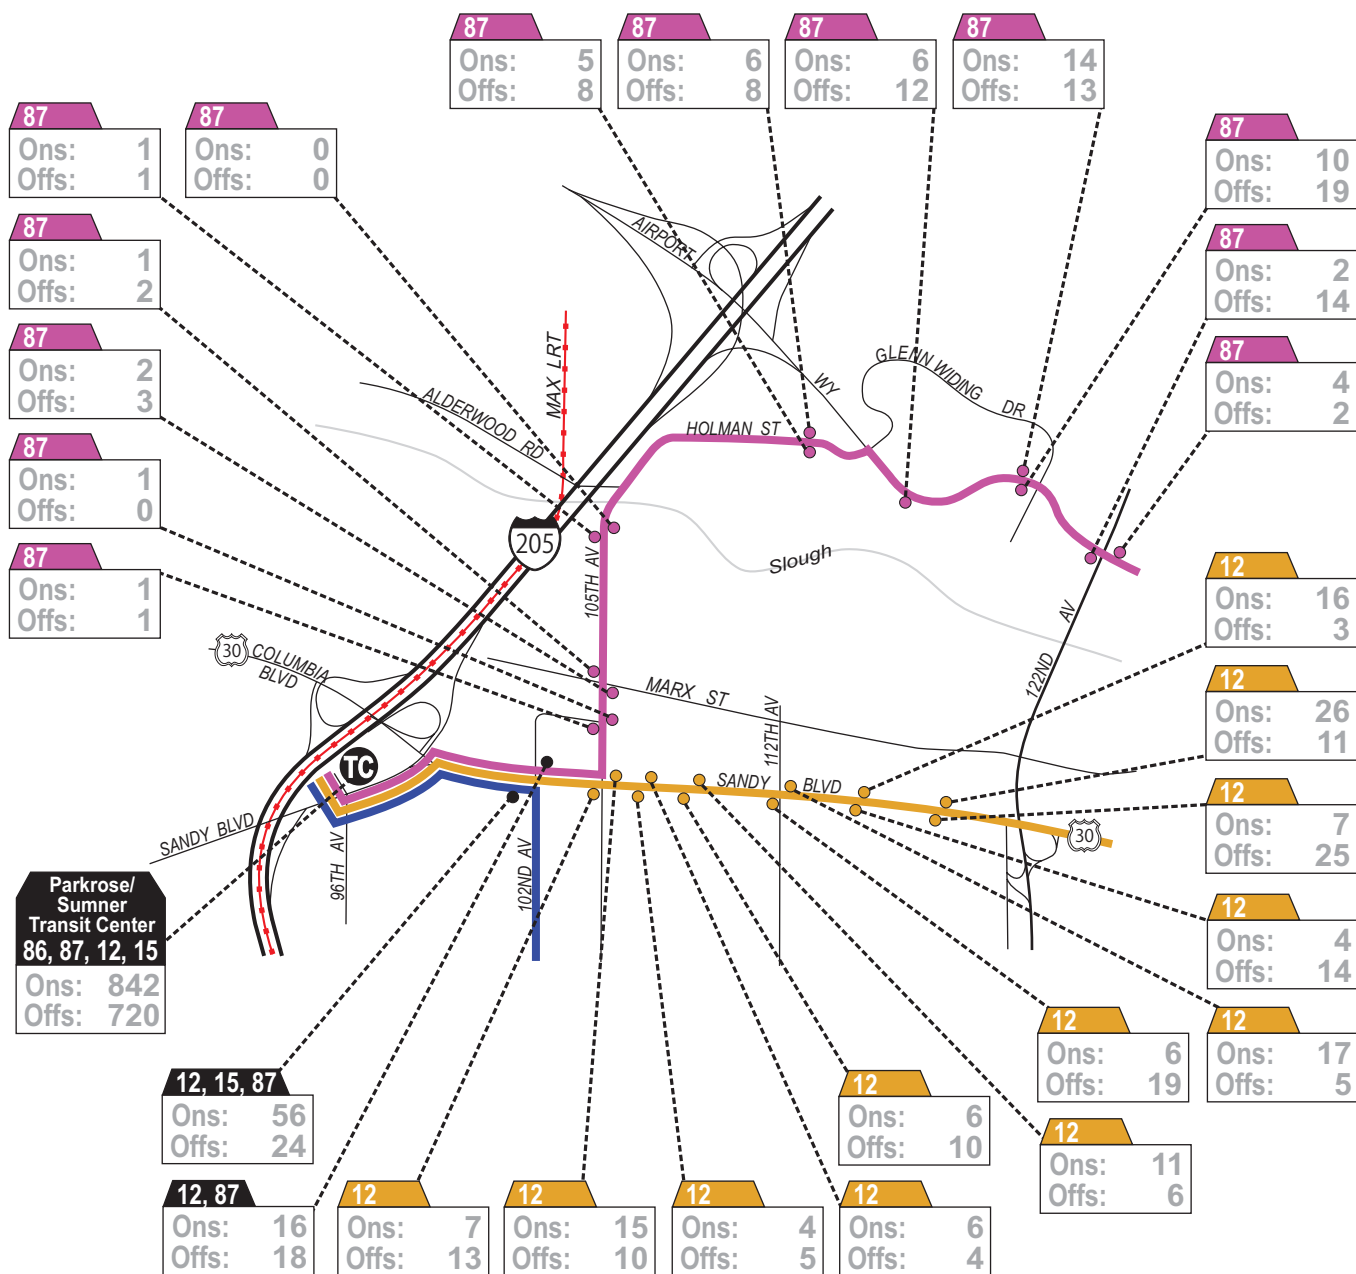 87
Ons: 5
Offs: 8
87
Ons: 6
Offs: 8
87
Ons: 6
Offs: 12
87
Ons: 14
Offs: 13
87
Ons: 1
Offs: 1
87
Ons: 0
Offs: 0
87
Ons: 10
Offs: 19
87
Ons: 1
Offs: 2
87
Ons: 2
Offs: 14
87
Ons: 2
Offs: 3
87
Ons: 4
Offs: 2
87
Ons: 1
Offs: 0
87
Ons: 1
Offs: 1
AIRPORT
WY
MAX LRT
ALDERWOOD RD
GLENN WIDING
DR
HOLMAN ST
205
Slough
105TH AV
122ND
AV
30
COLUMBIA
BLVD
MARX ST
112TH AV
TC
SANDY BLVD
SANDY BLVD
96TH AV
102ND AV
30
12
Ons: 16
Offs: 3
12
Ons: 26
Offs: 11
12
Ons: 7
Offs: 25
12
Ons: 4
Offs: 14
Parkrose/
Sumner
Transit Center
86, 87, 12, 15
Ons: 842
Offs: 720
12
Ons: 6
Offs: 19
12
Ons: 17
Offs: 5
12, 15, 87
Ons: 56
Offs: 24
12
Ons: 6
Offs: 10
12
Ons: 11
Offs: 6
12, 87
Ons: 16
Offs: 18
12
Ons: 7
Offs: 13
12
Ons: 15
Offs: 10
12
Ons: 4
Offs: 5
12
Ons: 6
Offs: 4